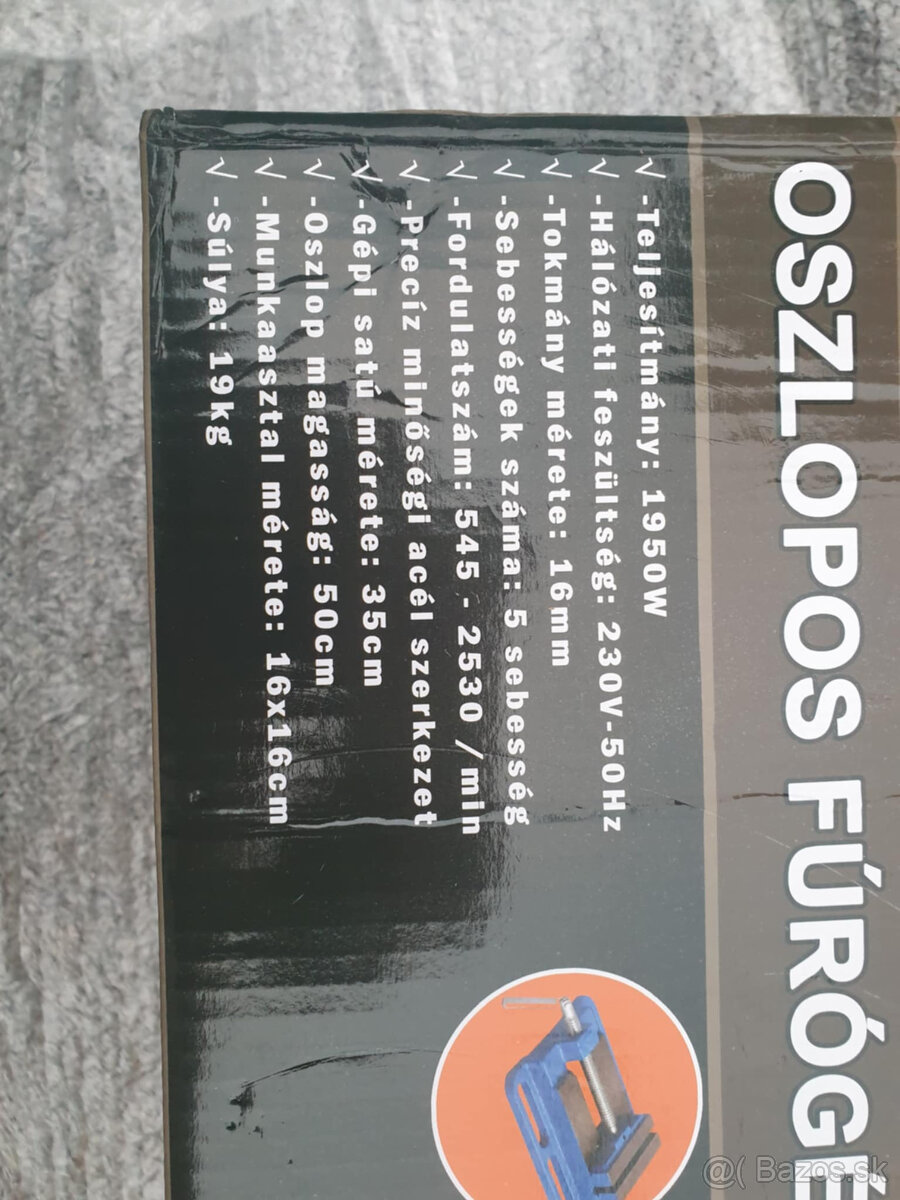 OSZLOPOS FÚRÓG
√ -Teljesítmány: 1950W
√ -Hálózati feszültség: 230V-50Hz
√ -Tokmány mérete: 16mm
√ -Sebességek száma: 5 sebesség
√ -Fordulatszám: 545 - 2530 /min
√ -Precíz minőségi acél szerkezet
√ -Gépi satú mérete: 35cm
√ -Oszlop magasság: 50cm
√ -Munkaasztal mérete: 16x16cm
√ -Súlya: 19kg
@( Bazos.sk